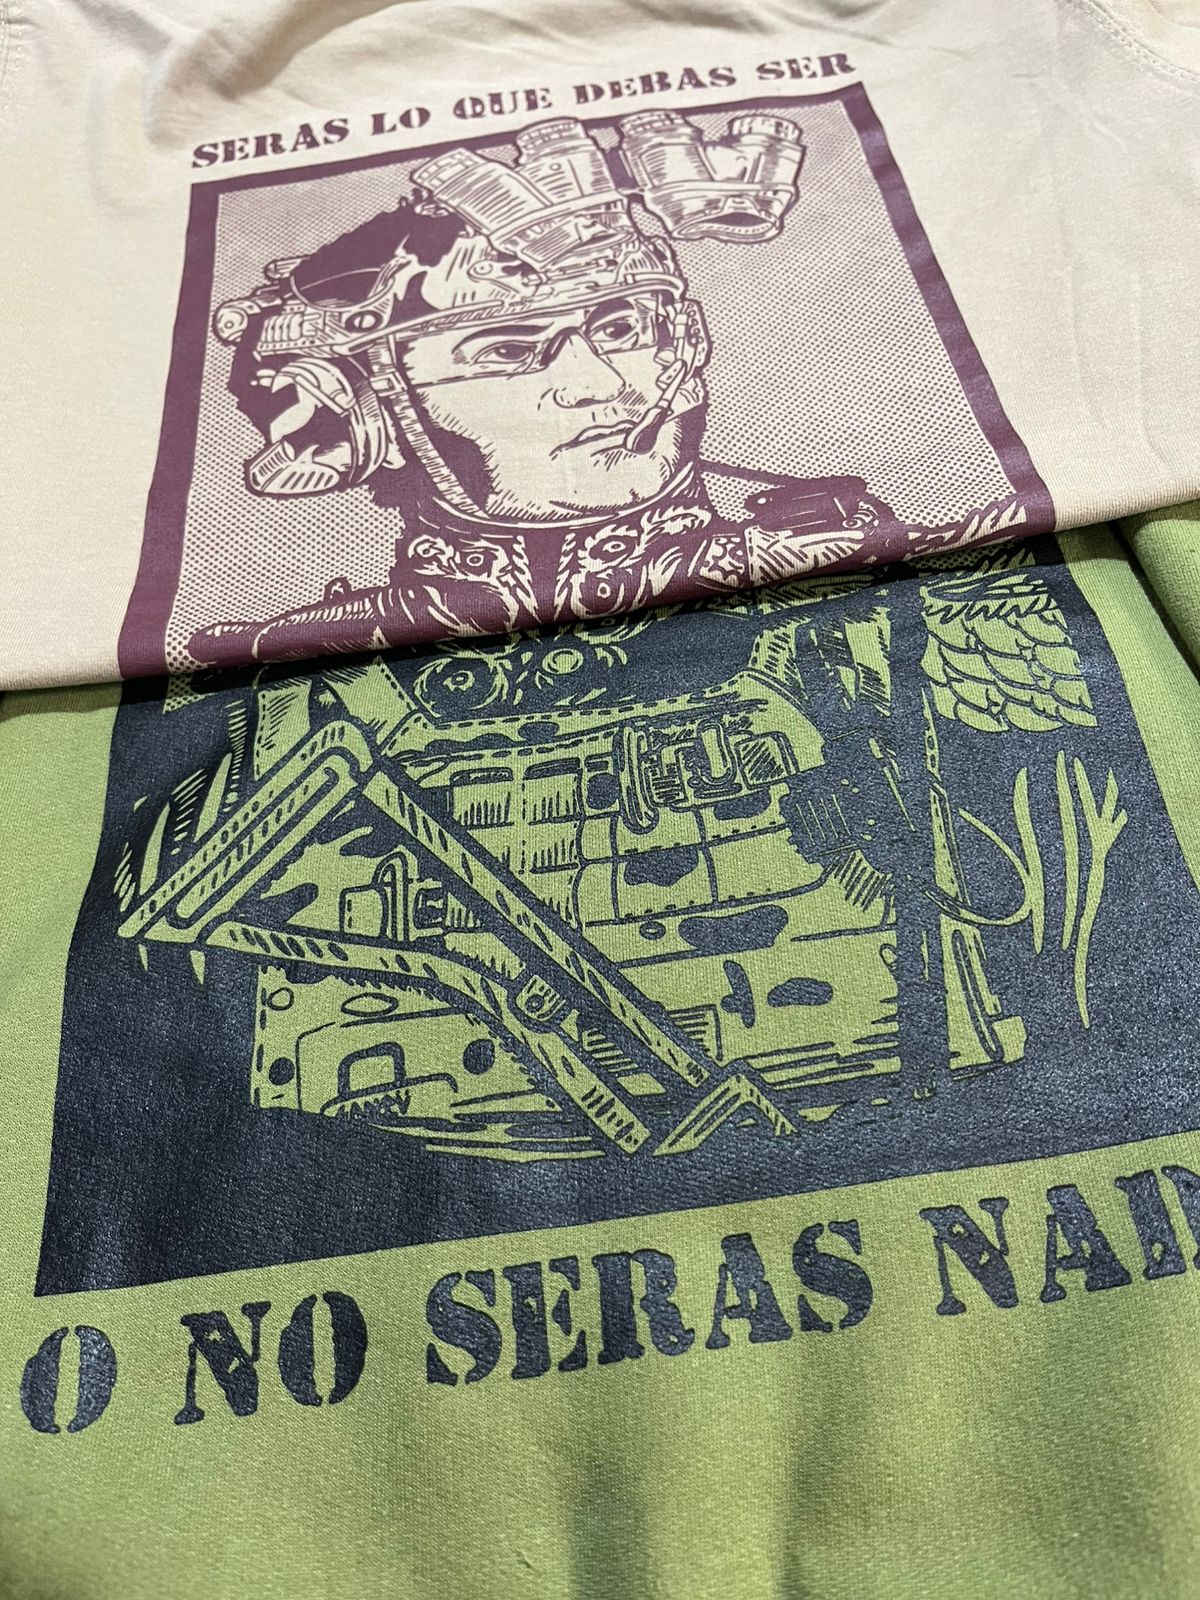 SERAS LO QUE DEBAS SER
O NO SERAS NAD